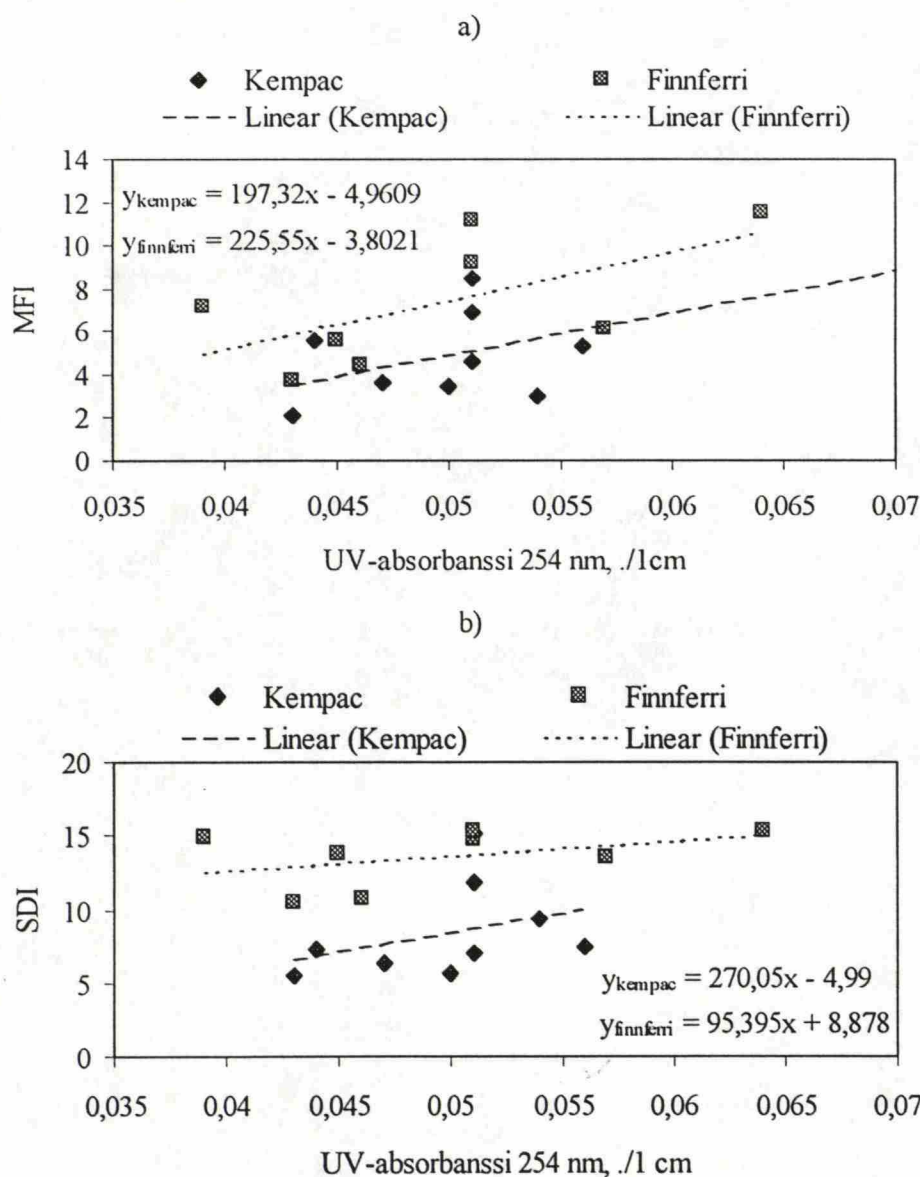 a)
Kempac Finnferri
Linear (Kempac) Linear (Finnferri)
14
12
10
8
6
4
2
0
MFI
y_kempac = 197,32x - 4,9609
y_finnferri = 225,55x - 3,8021
0,035 0,04 0,045 0,05 0,055 0,06 0,065 0,07
UV-absorbanssi 254 nm, ./1cm
b)
Kempac Finnferri
Linear (Kempac) Linear (Finnferri)
20
15
10
5
0
SDI
y_kempac = 270,05x - 4,99
y_finnferri = 95,395x + 8,878
0,035 0,04 0,045 0,05 0,055 0,06 0,065 0,07
UV-absorbanssi 254 nm, ./1 cm